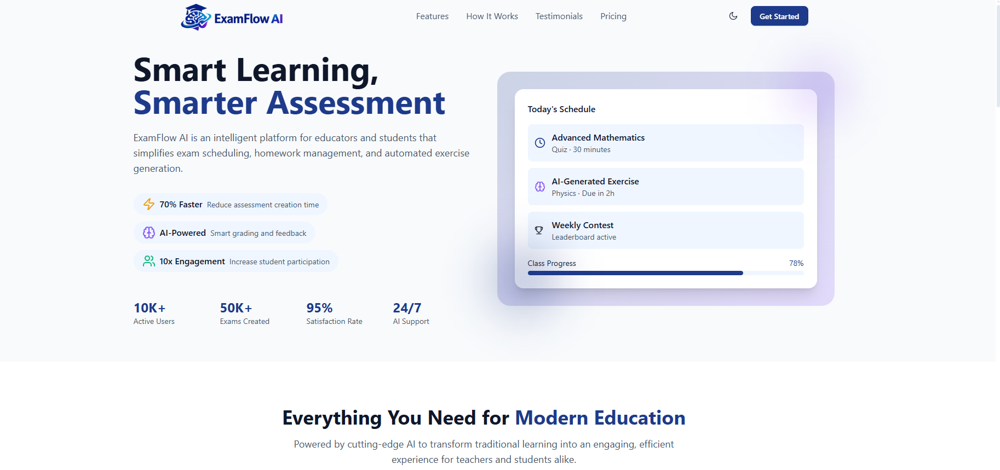 ExamFlow AI
Features
How It Works
Testimonials
Pricing
Get Started
Smart Learning,
Smarter Assessment
ExamFlow AI is an intelligent platform for educators and students that
simplifies exam scheduling, homework management, and automated exercise
generation.
70% Faster Reduce assessment creation time
AI-Powered Smart grading and feedback
10x Engagement Increase student participation
10K+
Active Users
50K+
Exams Created
95%
Satisfaction Rate
24/7
AI Support
Today's Schedule
Advanced Mathematics
Quiz · 30 minutes
AI-Generated Exercise
Physics · Due in 2h
Weekly Contest
Leaderboard active
Class Progress 78%
Everything You Need for Modern Education
Powered by cutting-edge AI to transform traditional learning into an engaging, efficient
experience for teachers and students alike.